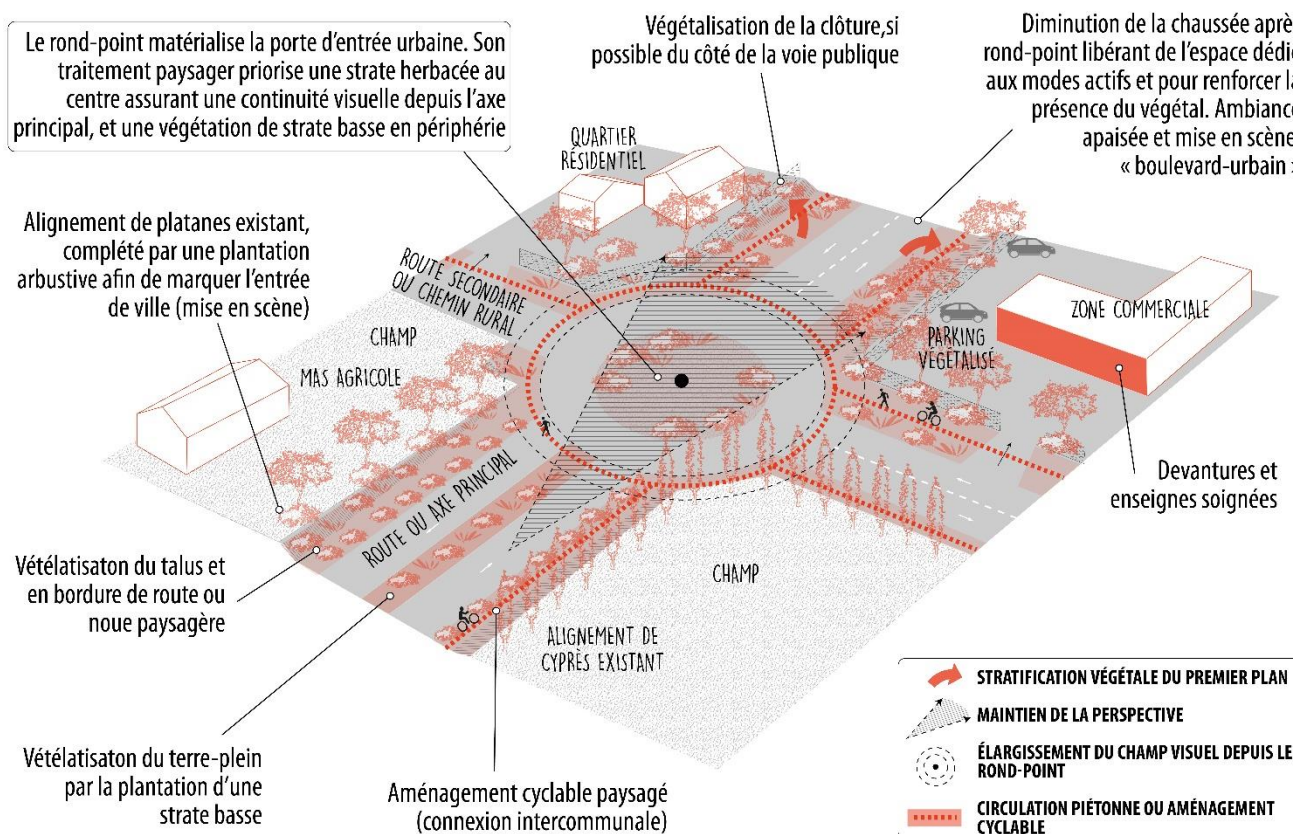 Le rond-point matérialise la porte d'entrée urbaine. Son
traitement paysager priorise une strate herbacée au
centre assurant une continuité visuelle depuis l'axe
principal, et une végétation de strate basse en périphérie
Végétalisation de la clôture,si
possible du côté de la voie publique
Diminution de la chaussée aprè
rond-point libérant de l'espace dédi
aux modes actifs et pour renforcer la
présence du végétal. Ambiance
apaisée et mise en scène
« boulevard-urbain »
QUARTIER
RÉSIDENTIEL
Alignement de platanes existant,
complété par une plantation
arbustive afin de marquer l'entrée
de ville (mise en scène)
ROUTE SECONDAIRE
OU CHEMIN RURAL
CHAMP
MAS AGRICOLE
ZONE COMMERCIALE
PARKING
VÉGÉTALISÉ
Devantures et
enseignes soignées
ROUTE OU AXE PRINCIPAL
Vétélatisaton du talus et
en bordure de route ou
noue paysagère
CHAMP
ALIGNEMENT DE
CYPRÈS EXISTANT
Vétélatisaton du terre-plein
par la plantation d'une
strate basse
Aménagement cyclable paysagé
(connexion intercommunale)
STRATIFICATION VÉGÉTALE DU PREMIER PLAN
MAINTIEN DE LA PERSPECTIVE
ÉLARGISSEMENT DU CHAMP VISUEL DEPUIS LE
ROND-POINT
CIRCULATION PIÉTONNE OU AMÉNAGEMENT
CYCLABLE